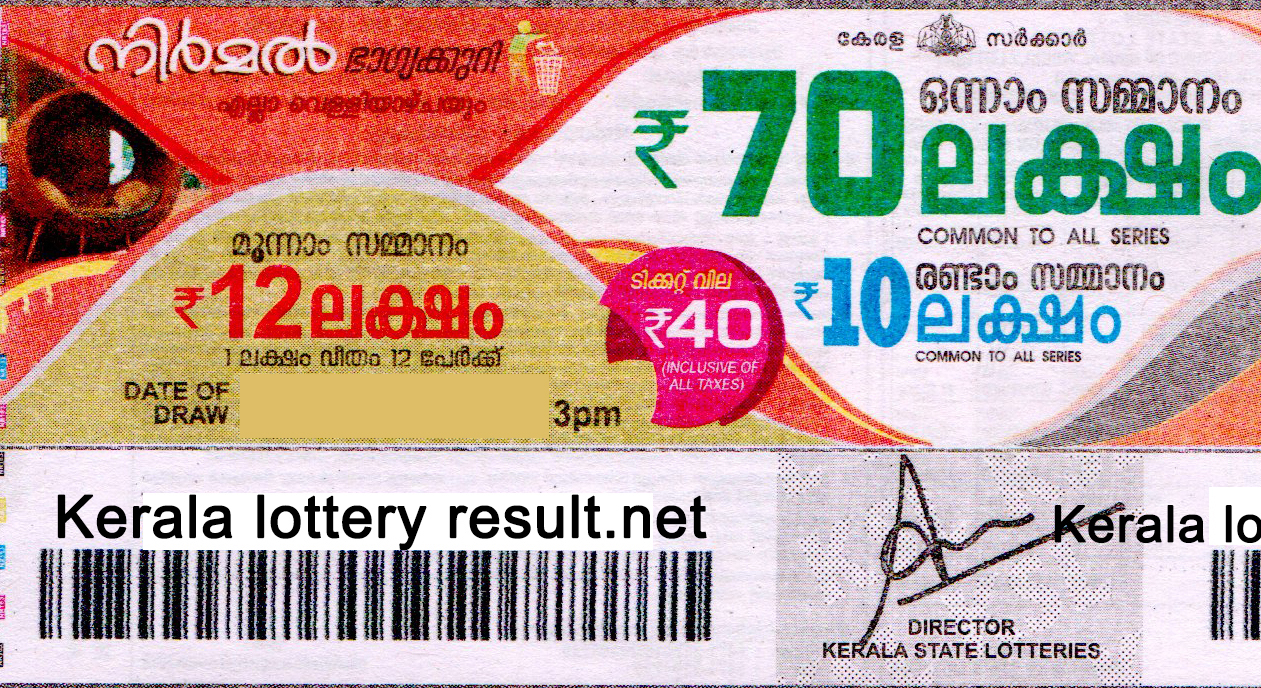 നിർമൽ ഭാഗ്യക്കുറി
എല്ലാ വെള്ളിയാഴ്ചയും
കേരള സർക്കാർ
₹70 ലക്ഷം
ഒന്നാം സമ്മാനം
COMMON TO ALL SERIES
₹10 ലക്ഷം
രണ്ടാം സമ്മാനം
COMMON TO ALL SERIES
മൂന്നാം സമ്മാനം
₹12 ലക്ഷം
1 ലക്ഷം വീതം 12 പേർക്ക്
ടിക്കറ്റ് വില
₹40
(INCLUSIVE OF
ALL TAXES)
DATE OF
DRAW 3pm
Kerala lottery result.net
Kerala lo
DIRECTOR
KERALA STATE LOTTERIES